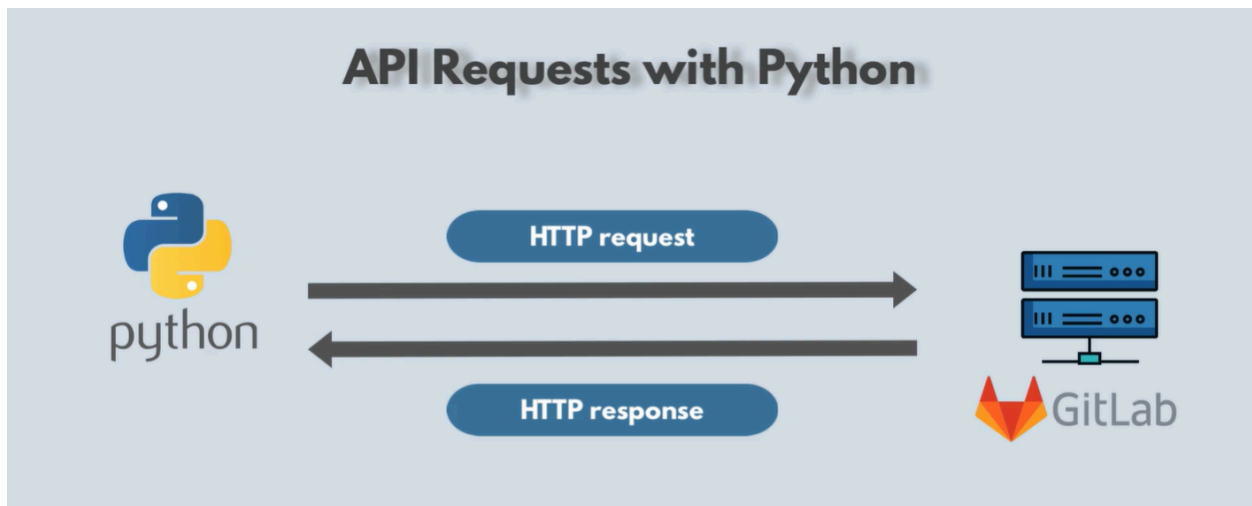 API Requests with Python
HTTP request
python
HTTP response
GitLab